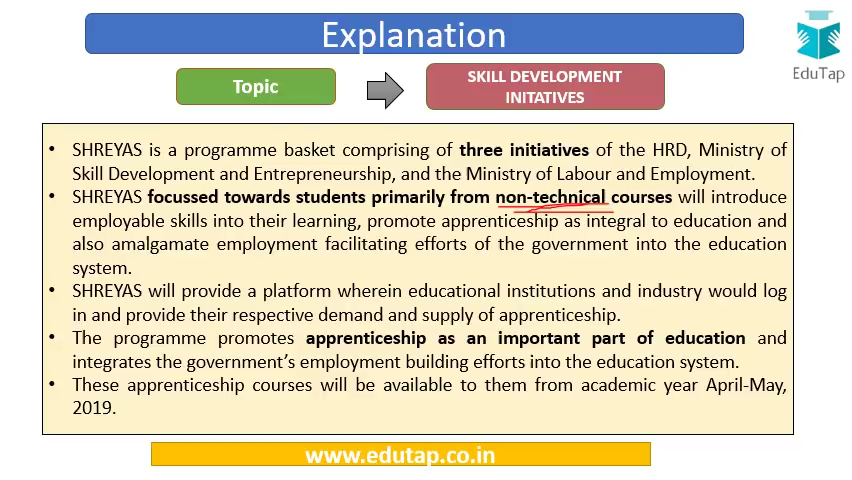 Explanation
EduTap
Topic
SKILL DEVELOPMENT
INITATIVES
• SHREYAS is a programme basket comprising of three initiatives of the HRD, Ministry of
Skill Development and Entrepreneurship, and the Ministry of Labour and Employment.
• SHREYAS focussed towards students primarily from non-technical courses will introduce
employable skills into their learning, promote apprenticeship as integral to education and
also amalgamate employment facilitating efforts of the government into the education
system.
• SHREYAS will provide a platform wherein educational institutions and industry would log
in and provide their respective demand and supply of apprenticeship.
• The programme promotes apprenticeship as an important part of education and
integrates the government's employment building efforts into the education system.
• These apprenticeship courses will be available to them from academic year April-May,
2019.
www.edutap.co.in